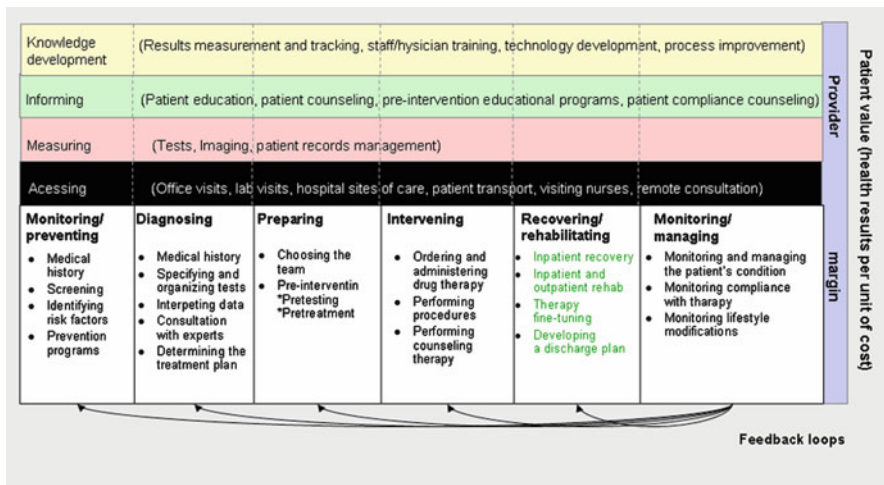 Knowledge
development
(Results measurement and tracking, staff/hysician training, technology development, process improvement)
Informing
(Patient education, patient counseling, pre-intervention educational programs, patient compliance counseling)
Measuring
(Tests, Imaging, patient records management)
Acessing
(Office visits, lab visits, hospital sites of care, patient transport, visiting nurses, remote consultation)
Monitoring/
preventing
• Medical
history
• Screening
• Identifying
risk factors
• Prevention
programs
Diagnosing
• Medical history
• Specifying and
organizing tests
• Interpeting data
• Consultation
with experts
• Determining the
treatment plan
Preparing
• Choosing the
team
• Pre-interventin
*Pretesting
*Pretreatment
Intervening
• Ordering and
administering
drug therapy
• Performing
procedures
• Performing
counseling
therapy
Recovering/
rehabilitating
• Inpatient recovery
• Inpatient and
outpatient rehab
• Therapy
fine-tuning
• Developing
a discharge plan
Monitoring/
managing
• Monitoring and managing
the patient's condition
• Monitoring compliance
with tharapy
• Monitoring lifestyle
modifications
Provider
margin
Patient value (health results per unit of cost)
Feedback loops